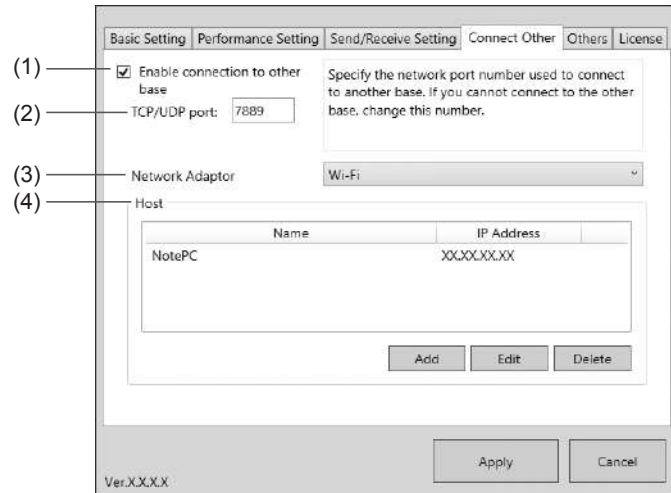 Basic Setting Performance Setting Send/Receive Setting Connect Other Others License
(1) Enable connection to other
base
Specify the network port number used to connect
to another base. If you cannot connect to the other
base, change this number.
(2) TCP/UDP port: 7889
(3) Network Adaptor Wi-Fi
(4) Host
Name IP Address
NotePC XX.XX.XX.XX
Add Edit Delete
Apply Cancel
Ver.X.X.X.X